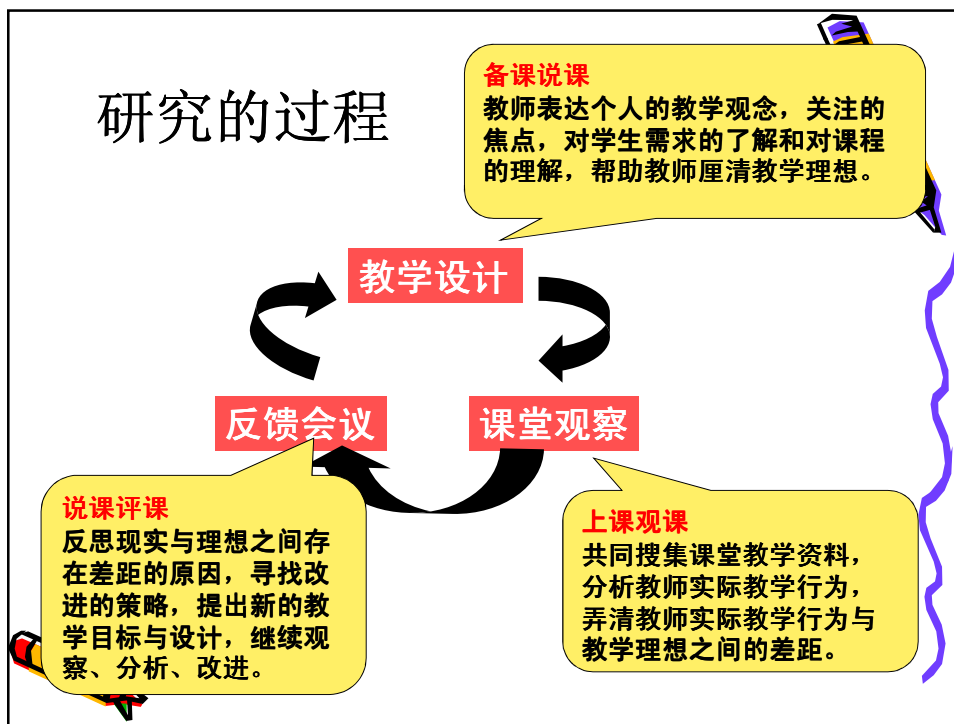 研究的过程
备课说课
教师表达个人的教学观念，关注的
焦点，对学生需求的了解和对课程
的理解，帮助教师厘清教学理想。
教学设计
反馈会议
课堂观察
说课评课
反思现实与理想之间存
在差距的原因，寻找改
进的策略，提出新的教
学目标与设计，继续观
察、分析、改进。
上课观课
共同搜集课堂教学资料，
分析教师实际教学行为，
弄清教师实际教学行为与
教学理想之间的差距。